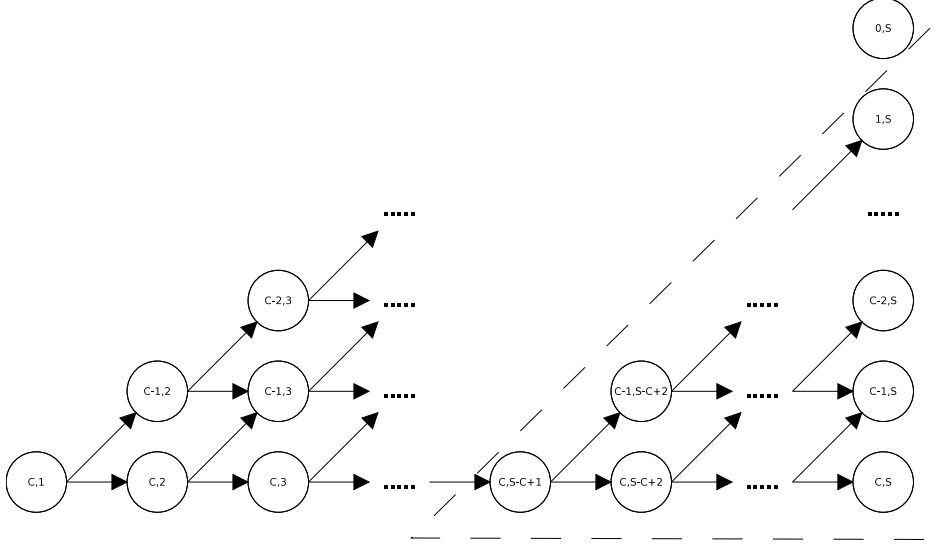 0,S
1,S
.....
.....
C-2,3
.....
.....
C-2,S
C-1,2
C-1,3
.....
C-1,S-C+2
.....
C-1,S
C,1
C,2
C,3
.....
C,S-C+1
C,S-C+2
.....
C,S